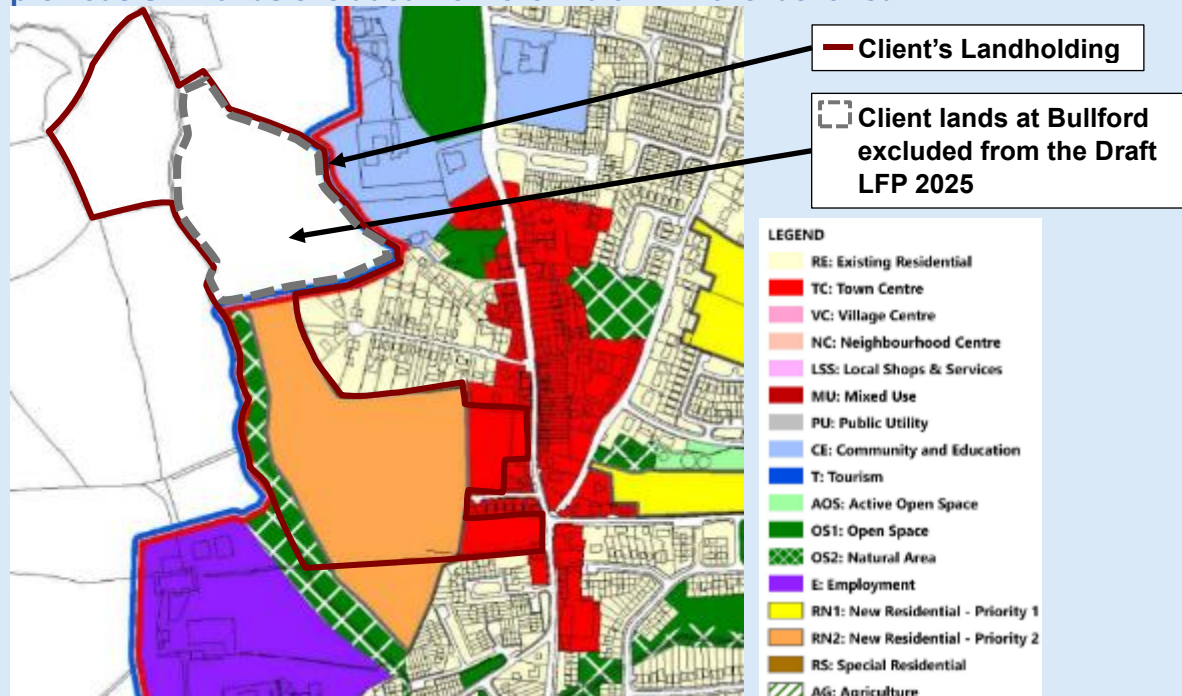 Client's Landholding
Client lands at Bullford
excluded from the Draft
LFP 2025
LEGEND
RE: Existing Residential
TC: Town Centre
VC: Village Centre
NC: Neighbourhood Centre
LSS: Local Shops & Services
MU: Mixed Use
PU: Public Utility
CE: Community and Education
T: Tourism
AOS: Active Open Space
OS1: Open Space
OS2: Natural Area
E: Employment
RN1: New Residential - Priority 1
RN2: New Residential - Priority 2
RS: Special Residential
AG: Agriculture